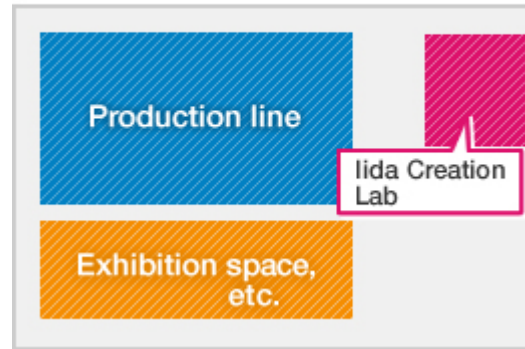 Production line
Iida Creation
Lab
Exhibition space,
etc.